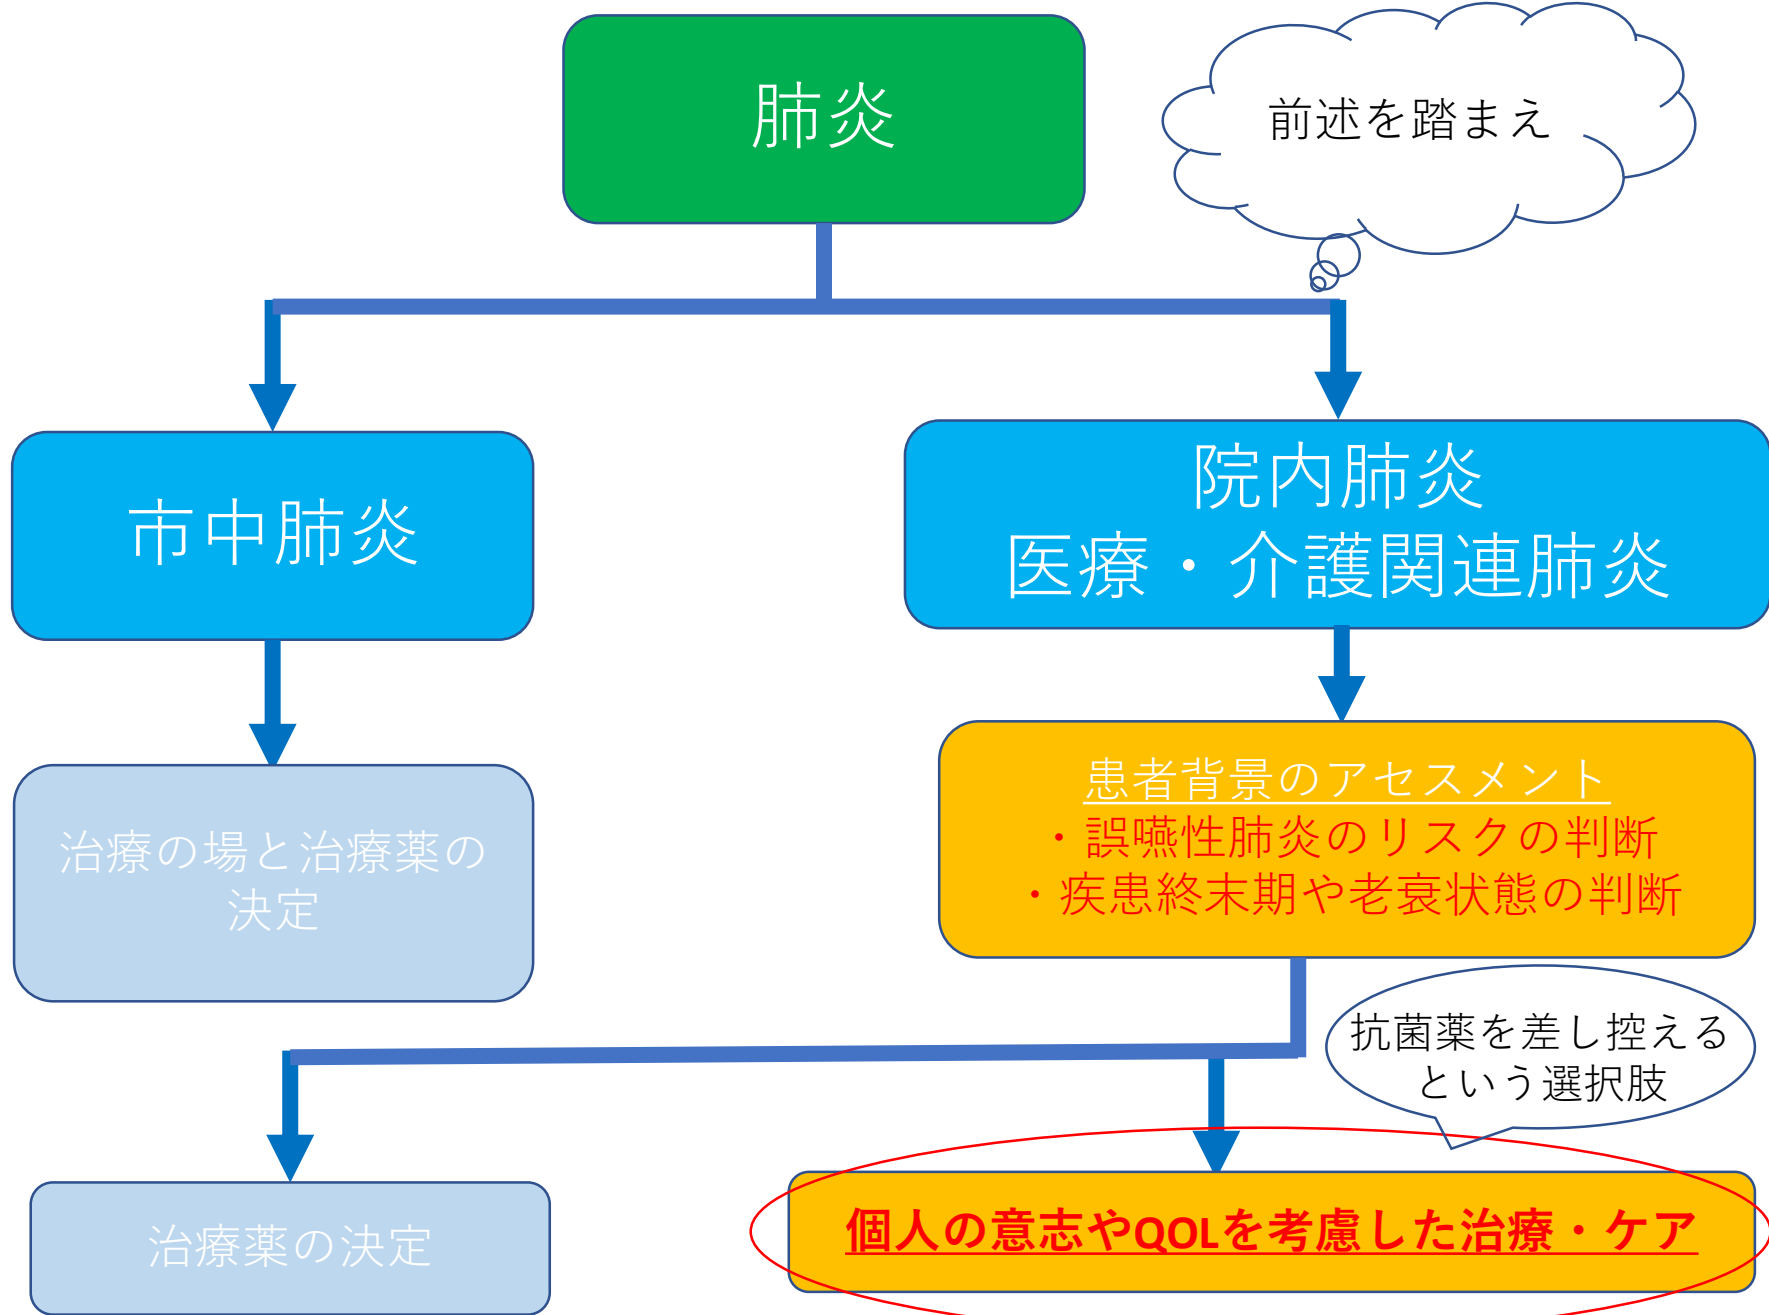 肺炎
前述を踏まえ
市中肺炎
院内肺炎
医療・介護関連肺炎
治療の場と治療薬の
決定
患者背景のアセスメント
・誤嚥性肺炎のリスクの判断
・疾患終末期や老衰状態の判断
抗菌薬を差し控える
という選択肢
治療薬の決定
個人の意志やQOLを考慮した治療・ケア